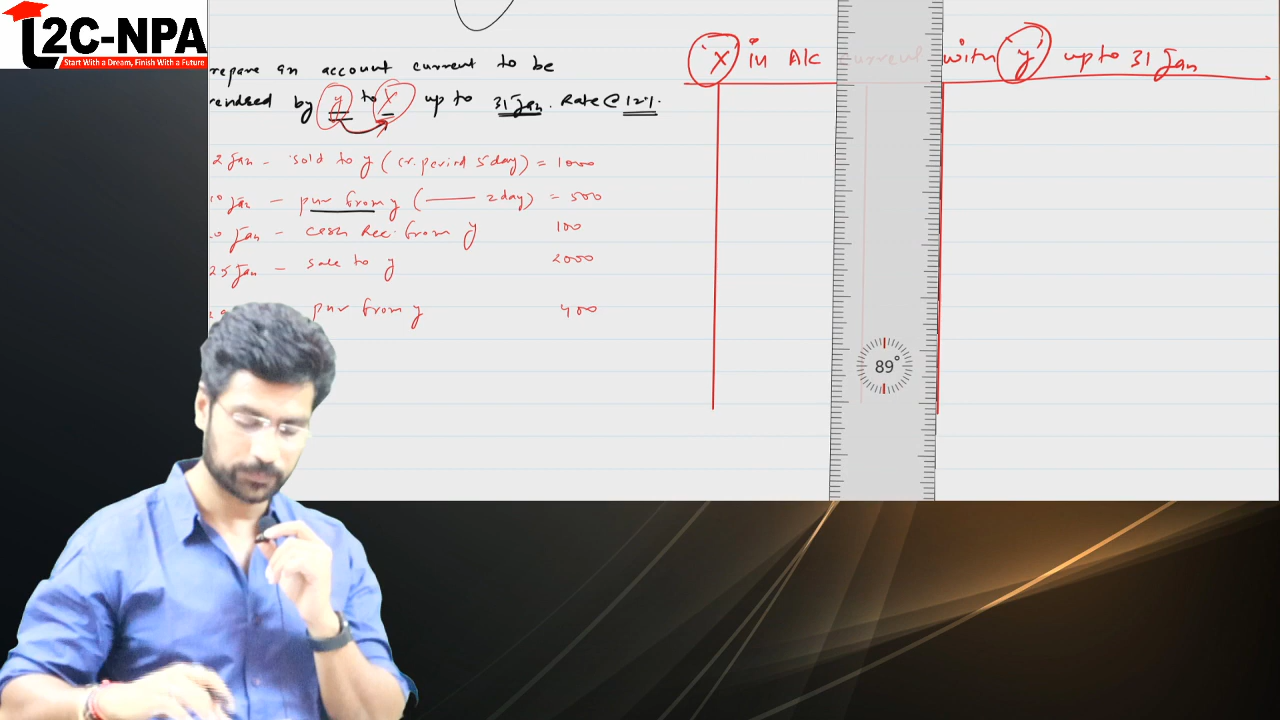 L2C-NPA
Start With a Dream, Finish With a Future
repare an account current to be
rendsed by y to X up to 31 Jan. Rate @ 12%.
2 Jan - sold to y ( C period 5 day) = 1000
10 Jan - pur from y ( —— 2 day) = 500
20 Jan - cash Rec. from y 100
25 Jan - sale to y 2000
pur from y 400
'X' in A/c current with 'y' up to 31 Jan
89°